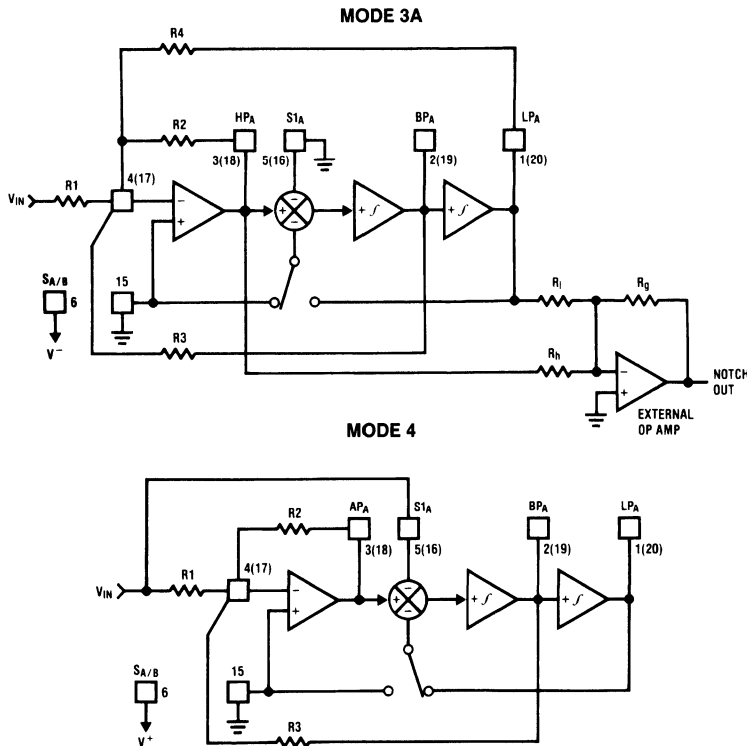 MODE 3A
R4
R2
HPA
S1A
BPA
LPA
3(18)
5(16)
2(19)
1(20)
VIN
R1
4(17)
−
+
+
−
−
+ ∫
+ ∫
SA/B
6
V−
15
R3
Rl
Rg
Rh
−
+
NOTCH
OUT
EXTERNAL
OP AMP
MODE 4
R2
APA
S1A
BPA
LPA
3(18)
5(16)
2(19)
1(20)
VIN
R1
4(17)
−
+
+
−
−
+ ∫
+ ∫
SA/B
6
V+
15
R3